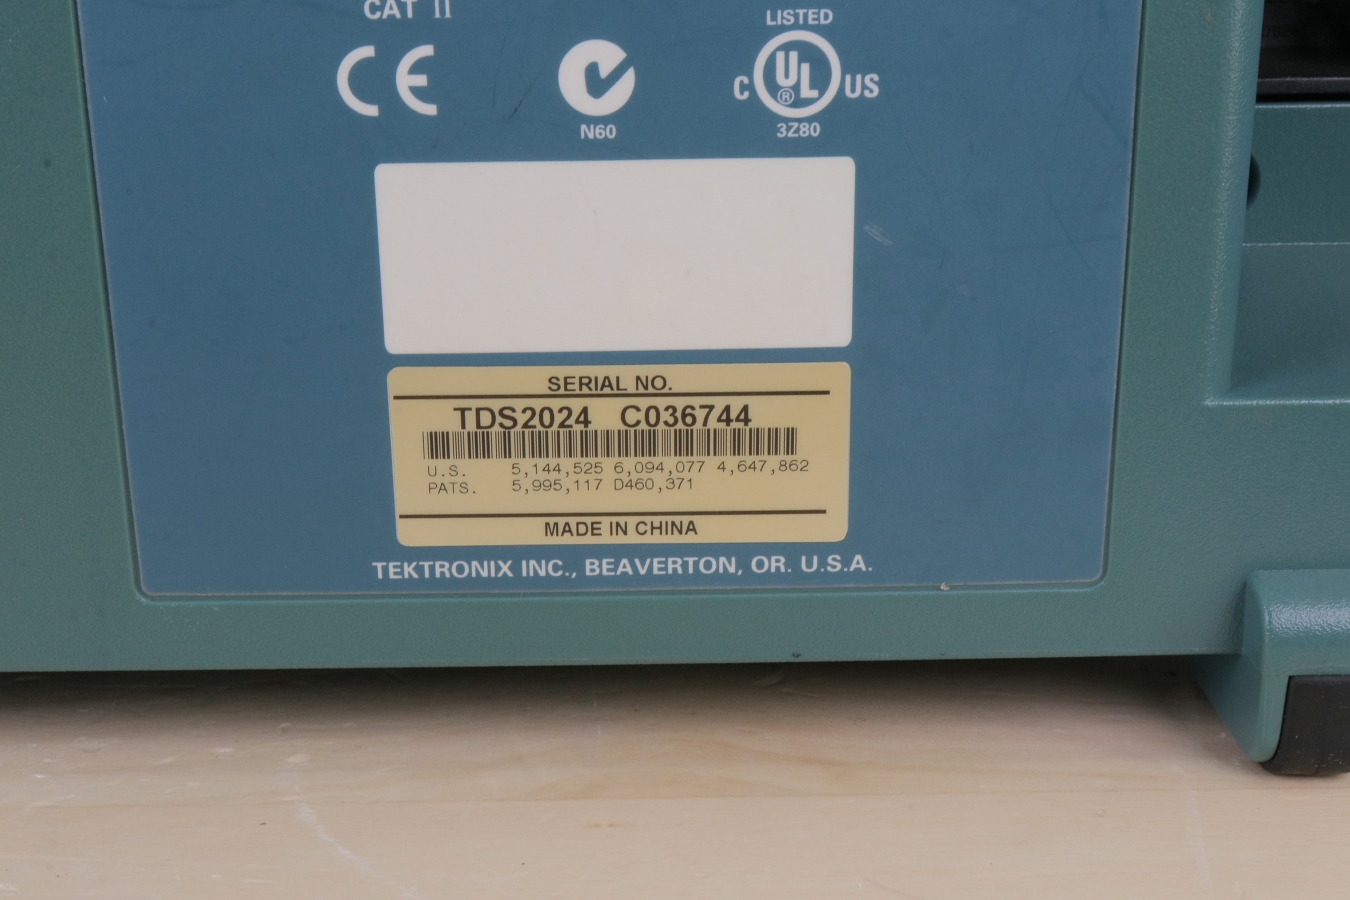 CAT II
LISTED
CE
C UL US
®
N60
3Z80
SERIAL NO.
TDS2024 C036744
U.S. 5,144,525 6,094,077 4,647,862
PATS. 5,995,117 D460,371
MADE IN CHINA
TEKTRONIX INC., BEAVERTON, OR. U.S.A.